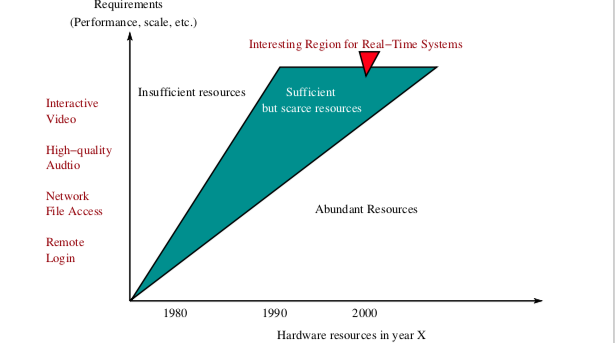 Requirements
(Performance, scale, etc.)
Interesting Region for Real−Time Systems
Insufficient resources
Sufficient
but scarce resources
Interactive
Video
High−quality
Audtio
Network
File Access
Remote
Login
Abundant Resources
1980
1990
2000
Hardware resources in year X